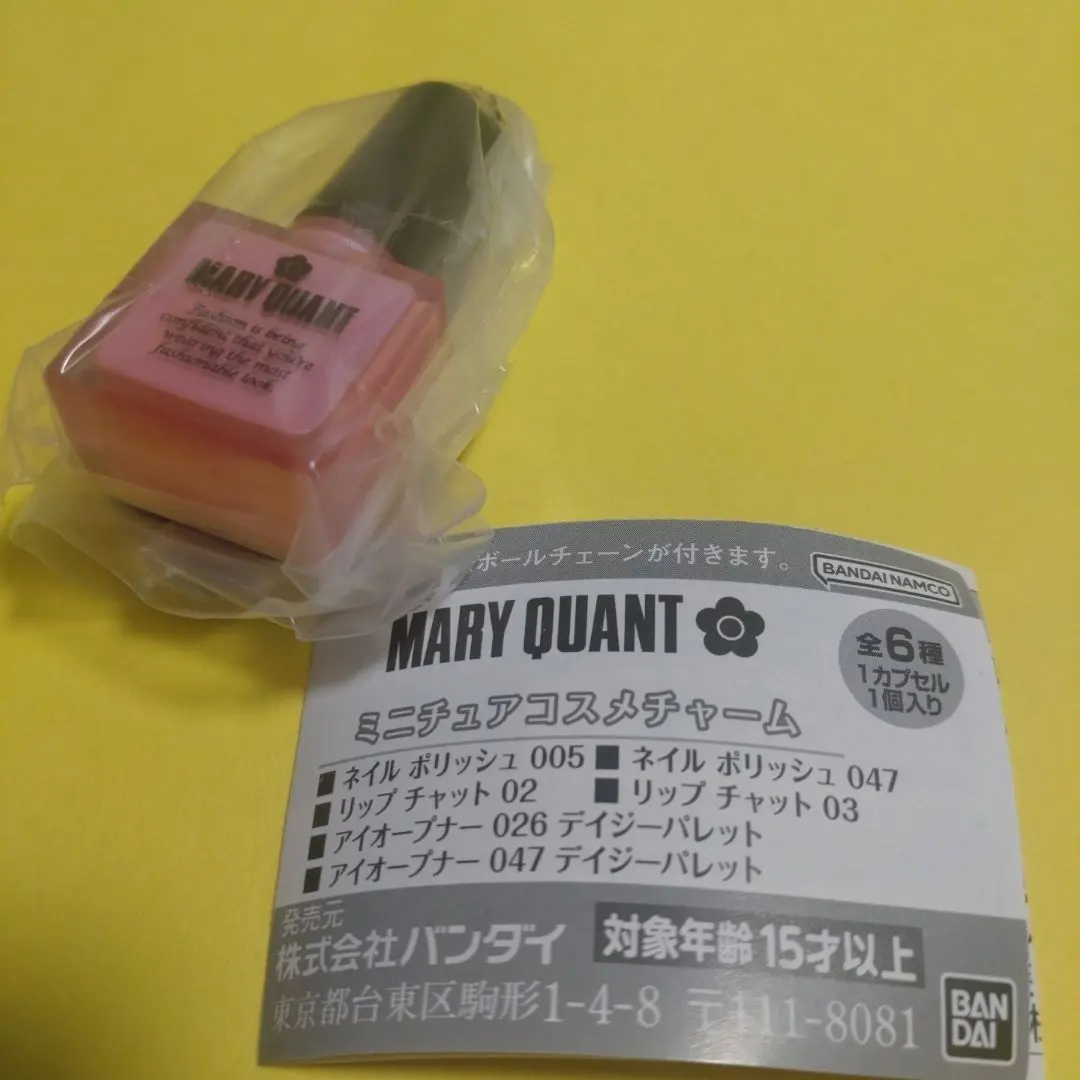 MARY QUANT
Fashion is being
confident that you're
wearing the most
fashionable look
ボールチェーンが付きます。
BANDAI NAMCO
MARY QUANT
全6種
1カプセル
1個入り
ミニチュアコスメチャーム
■ ネイル ポリッシュ 005 ■ ネイル ポリッシュ 047
■ リップ チャット 02 ■ リップ チャット 03
■ アイオープナー 026 デイジーパレット
■ アイオープナー 047 デイジーパレット
発売元
株式会社バンダイ 対象年齢15才以上
東京都台東区駒形1-4-8 〒111-8081
BAN
DAI